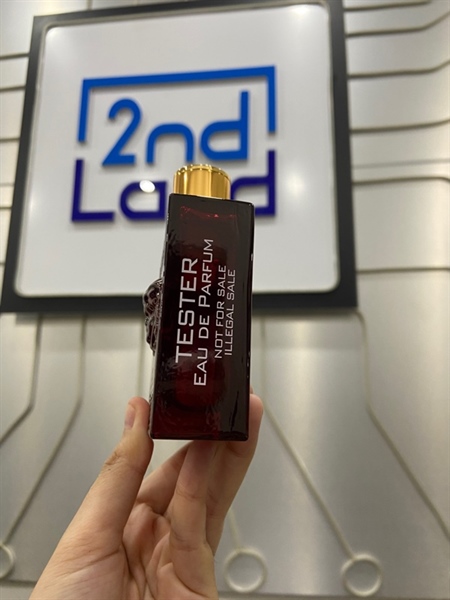 2nd
Land
TESTER
EAU DE PARFUM
NOT FOR SALE
ILLEGAL SALE